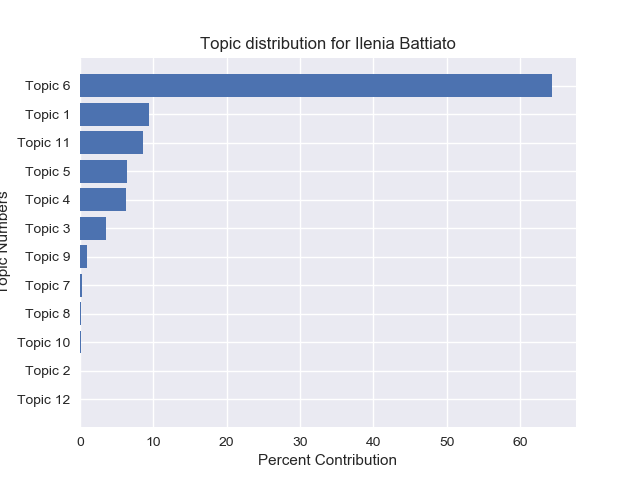 Topic distribution for Ilenia Battiato
Topic 6
Topic 1
Topic 11
Topic 5
Topic 4
Topic 3
Topic 9
Topic 7
Topic 8
Topic 10
Topic 2
Topic 12
Topic Numbers
0 10 20 30 40 50 60
Percent Contribution